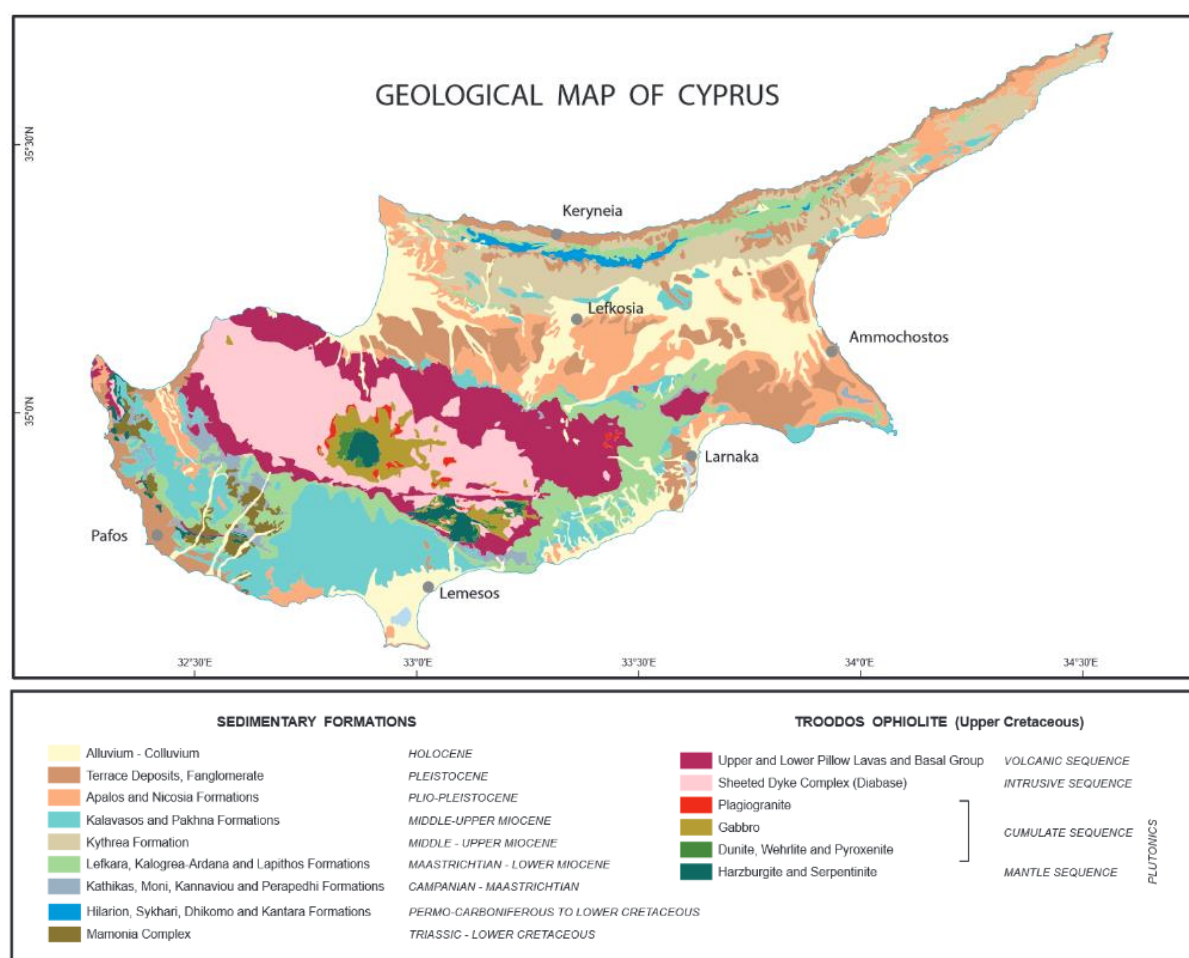 GEOLOGICAL MAP OF CYPRUS
35°30'N
35°0'N
Keryneia
Lefkosia
Ammochostos
Larnaka
Pafos
Lemesos
32°30'E
33°0'E
33°30'E
34°0'E
34°30'E
SEDIMENTARY FORMATIONS
Alluvium - Colluvium HOLOCENE
Terrace Deposits, Fanglomerate PLEISTOCENE
Apalos and Nicosia Formations PLIO-PLEISTOCENE
Kalavasos and Pakhna Formations MIDDLE-UPPER MIOCENE
Kythrea Formation MIDDLE - UPPER MIOCENE
Lefkara, Kalogrea-Ardana and Lapithos Formations MAASTRICHTIAN - LOWER MIOCENE
Kathikas, Moni, Kannaviou and Perapedhi Formations CAMPANIAN - MAASTRICHTIAN
Hilarion, Sykhari, Dhikomo and Kantara Formations PERMO-CARBONIFEROUS TO LOWER CRETACEOUS
Mamonia Complex TRIASSIC - LOWER CRETACEOUS
TROODOS OPHIOLITE (Upper Cretaceous)
Upper and Lower Pillow Lavas and Basal Group VOLCANIC SEQUENCE
Sheeted Dyke Complex (Diabase) INTRUSIVE SEQUENCE
Plagiogranite
Gabbro CUMULATE SEQUENCE
Dunite, Wehrlite and Pyroxenite
Harzburgite and Serpentinite MANTLE SEQUENCE
PLUTONICS